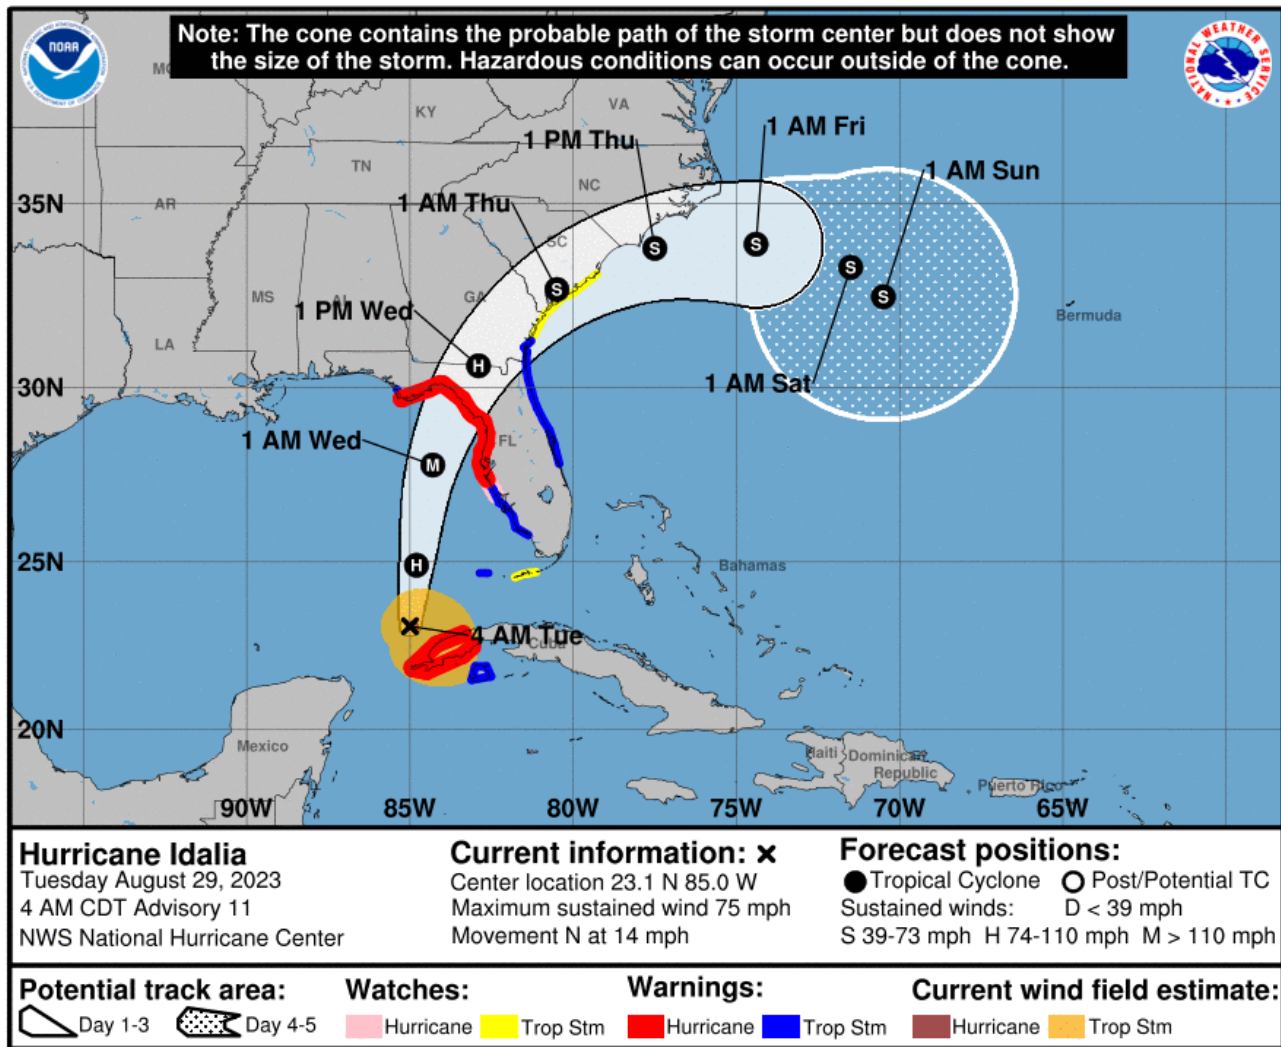 Note: The cone contains the probable path of the storm center but does not show
the size of the storm. Hazardous conditions can occur outside of the cone.
NOAA
NATIONAL WEATHER SERVICE
KY
VA
TN
NC
AR
SC
MS
AL
GA
LA
FL
1 PM Thu
1 AM Fri
1 AM Sun
1 AM Thu
1 PM Wed
1 AM Sat
1 AM Wed
4 AM Tue
S
S
S
S
S
H
M
H
Bermuda
Bahamas
Cuba
Mexico
Haiti
Dominican
Republic
Puerto Rico
35N
30N
25N
20N
90W
85W
80W
75W
70W
65W
Hurricane Idalia
Tuesday August 29, 2023
4 AM CDT Advisory 11
NWS National Hurricane Center
Current information: ×
Center location 23.1 N 85.0 W
Maximum sustained wind 75 mph
Movement N at 14 mph
Forecast positions:
Tropical Cyclone Post/Potential TC
Sustained winds: D < 39 mph
S 39-73 mph H 74-110 mph M > 110 mph
Potential track area:
Day 1-3 Day 4-5
Watches:
Hurricane Trop Stm
Warnings:
Hurricane Trop Stm
Current wind field estimate:
Hurricane Trop Stm